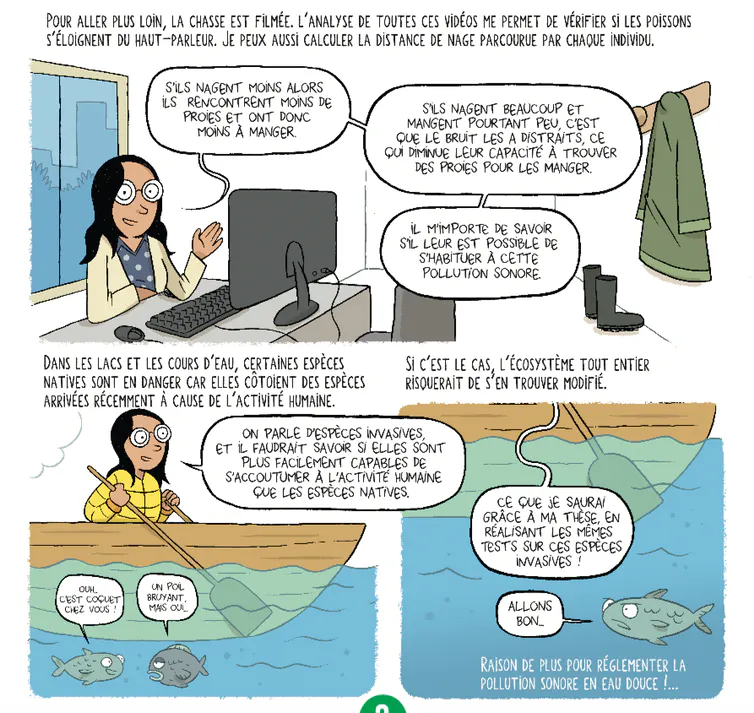 POUR ALLER PLUS LOIN, LA CHASSE EST FILMÉE. L'ANALYSE DE TOUTES CES VIDÉOS ME PERMET DE VÉRIFIER SI LES POISSONS
S'ÉLOIGNENT DU HAUT-PARLEUR. JE PEUX AUSSI CALCULER LA DISTANCE DE NAGE PARCOURUE PAR CHAQUE INDIVIDU.
S'ILS NAGENT MOINS ALORS
ILS RENCONTRENT MOINS DE
PROIES ET ONT DONC
MOINS À MANGER.
S'ILS NAGENT BEAUCOUP ET
MANGENT POURTANT PEU, C'EST
QUE LE BRUIT LES A DISTRAITS, CE
QUI DIMINUE LEUR CAPACITÉ À TROUVER
DES PROIES POUR LES MANGER.
IL M'IMPORTE DE SAVOIR
S'IL LEUR EST POSSIBLE DE
S'HABITUER À CETTE
POLLUTION SONORE.
DANS LES LACS ET LES COURS D'EAU, CERTAINES ESPÈCES
NATIVES SONT EN DANGER CAR ELLES CÔTOIENT DES ESPÈCES
ARRIVÉES RÉCEMMENT À CAUSE DE L'ACTIVITÉ HUMAINE.
ON PARLE D'ESPÈCES INVASIVES,
ET IL FAUDRAIT SAVOIR SI ELLES SONT
PLUS FACILEMENT CAPABLES DE
S'ACCOUTUMER À L'ACTIVITÉ HUMAINE
QUE LES ESPÈCES NATIVES.
OUH...
C'EST COQUET
CHEZ VOUS !
UN POIL
BRUYANT,
MAIS OUI...
SI C'EST LE CAS, L'ÉCOSYSTÈME TOUT ENTIER
RISQUERAIT DE S'EN TROUVER MODIFIÉ.
CE QUE JE SAURAI
GRÂCE À MA THÈSE, EN
RÉALISANT LES MÊMES
TESTS SUR CES ESPÈCES
INVASIVES !
ALLONS
BON...
RAISON DE PLUS POUR RÉGLEMENTER LA
POLLUTION SONORE EN EAU DOUCE !...